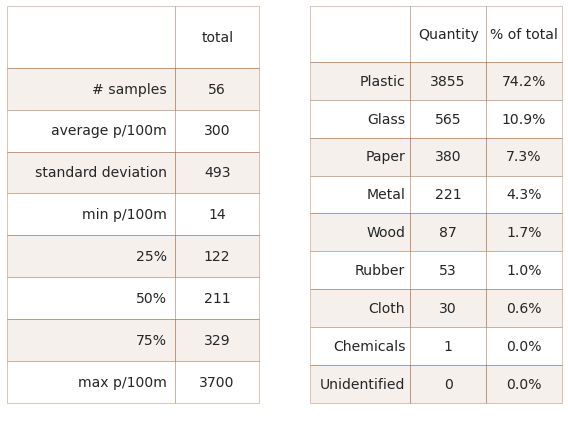 total
# samples 56
average p/100m 300
standard deviation 493
min p/100m 14
25% 122
50% 211
75% 329
max p/100m 3700
Quantity % of total
Plastic 3855 74.2%
Glass 565 10.9%
Paper 380 7.3%
Metal 221 4.3%
Wood 87 1.7%
Rubber 53 1.0%
Cloth 30 0.6%
Chemicals 1 0.0%
Unidentified 0 0.0%